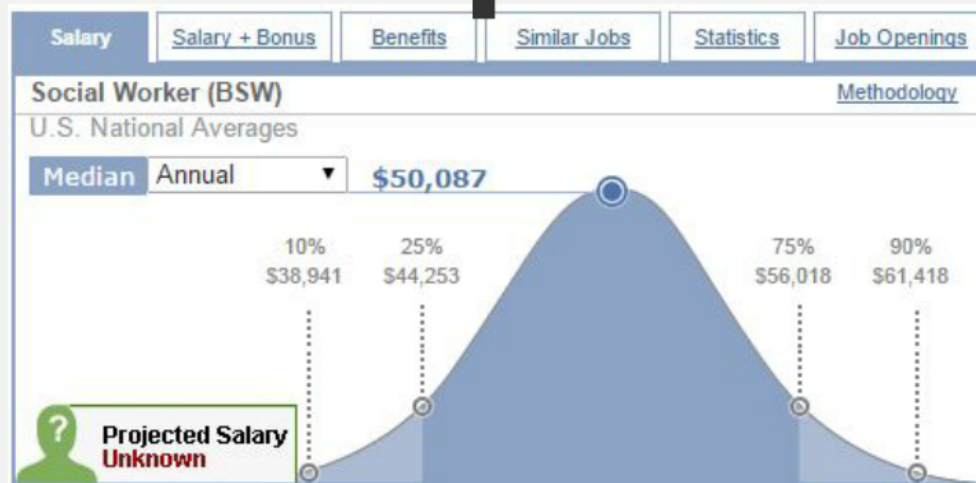 Salary Salary + Bonus Benefits Similar Jobs Statistics Job Openings
Social Worker (BSW) Methodology
U.S. National Averages
Median Annual $50,087
10% 25% 75% 90%
$38,941 $44,253 $56,018 $61,418
?
Projected Salary
Unknown